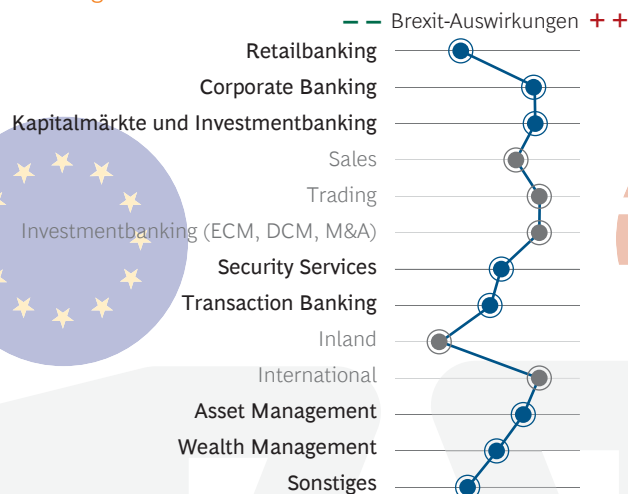 – – Brexit-Auswirkungen ++
Retailbanking
Corporate Banking
Kapitalmärkte und Investmentbanking
Sales
Trading
Investmentbanking (ECM, DCM, M&A)
Security Services
Transaction Banking
Inland
International
Asset Management
Wealth Management
Sonstiges